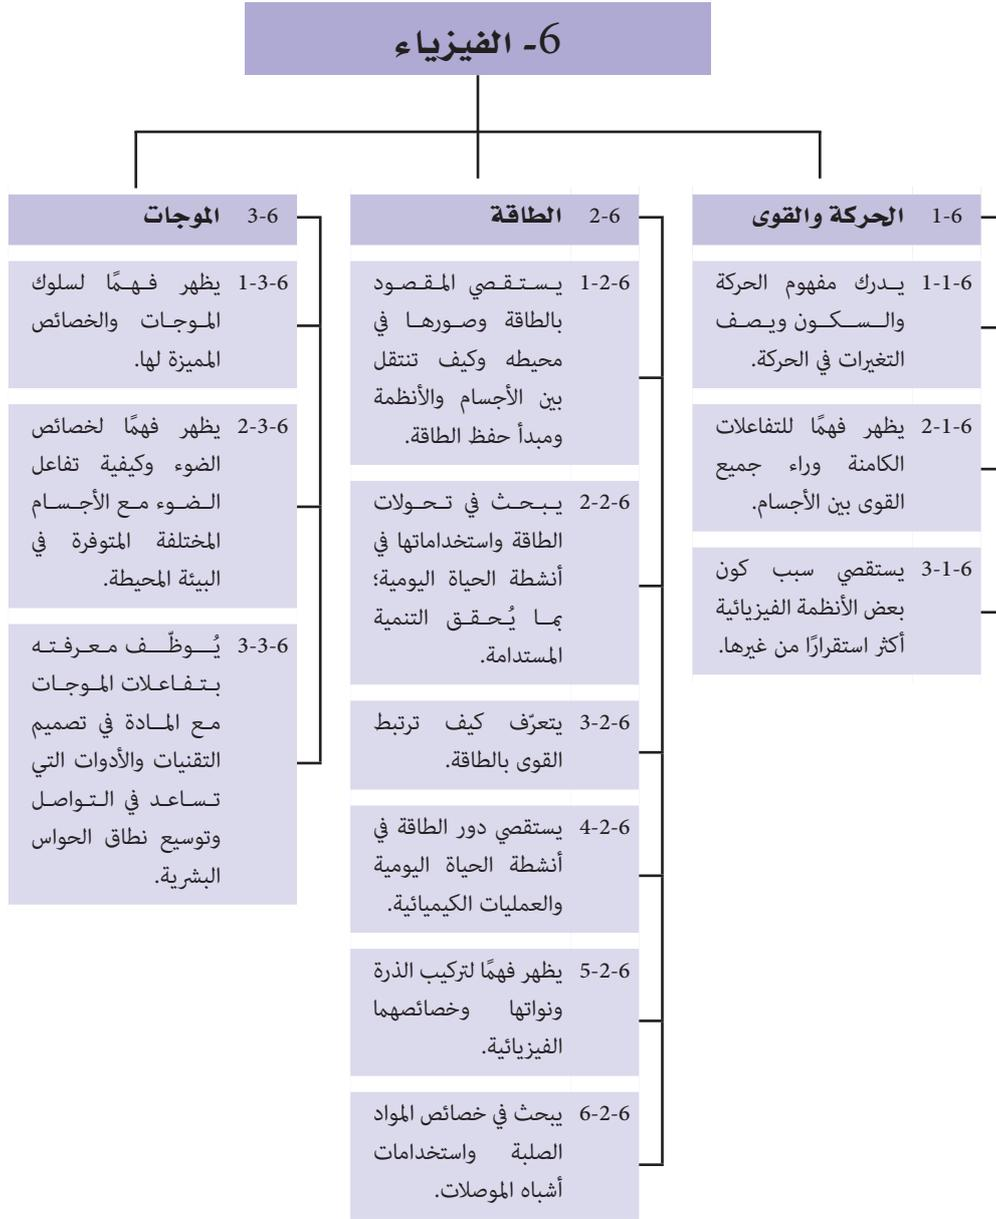 6- الفيزياء
1-6 الحركة والقوى
1-1-6 يدرك مفهوم الحركة
والسكون ويصف
التغيرات في الحركة.
2-1-6 يظهر فهمًا للتفاعلات
الكامنة وراء جميع
القوى بين الأجسام.
3-1-6 يستقصي سبب كون
بعض الأنظمة الفيزيائية
أكثر استقرارًا من غيرها.
2-6 الطاقة
1-2-6 يستقصي المقصود
بالطاقة وصورها في
محيطه وكيف تنتقل
بين الأجسام والأنظمة
ومبدأ حفظ الطاقة.
2-2-6 يبحث في تحولات
الطاقة واستخداماتها في
أنشطة الحياة اليومية؛
بما يُحقق التنمية
المستدامة.
3-2-6 يتعرّف كيف ترتبط
القوى بالطاقة.
4-2-6 يستقصي دور الطاقة في
أنشطة الحياة اليومية
والعمليات الكيميائية.
5-2-6 يظهر فهمًا لتركيب الذرة
ونواتها وخصائصهما
الفيزيائية.
6-2-6 يبحث في خصائص المواد
الصلبة واستخدامات
أشباه الموصلات.
3-6 الموجات
1-3-6 يظهر فهمًا لسلوك
الموجات والخصائص
المميزة لها.
2-3-6 يظهر فهمًا لخصائص
الضوء وكيفية تفاعل
الضوء مع الأجسام
المختلفة المتوفرة في
البيئة المحيطة.
3-3-6 يُوظّف معرفته
بتفاعلات الموجات
مع المادة في تصميم
التقنيات والأدوات التي
تساعد في التواصل
وتوسيع نطاق الحواس
البشرية.